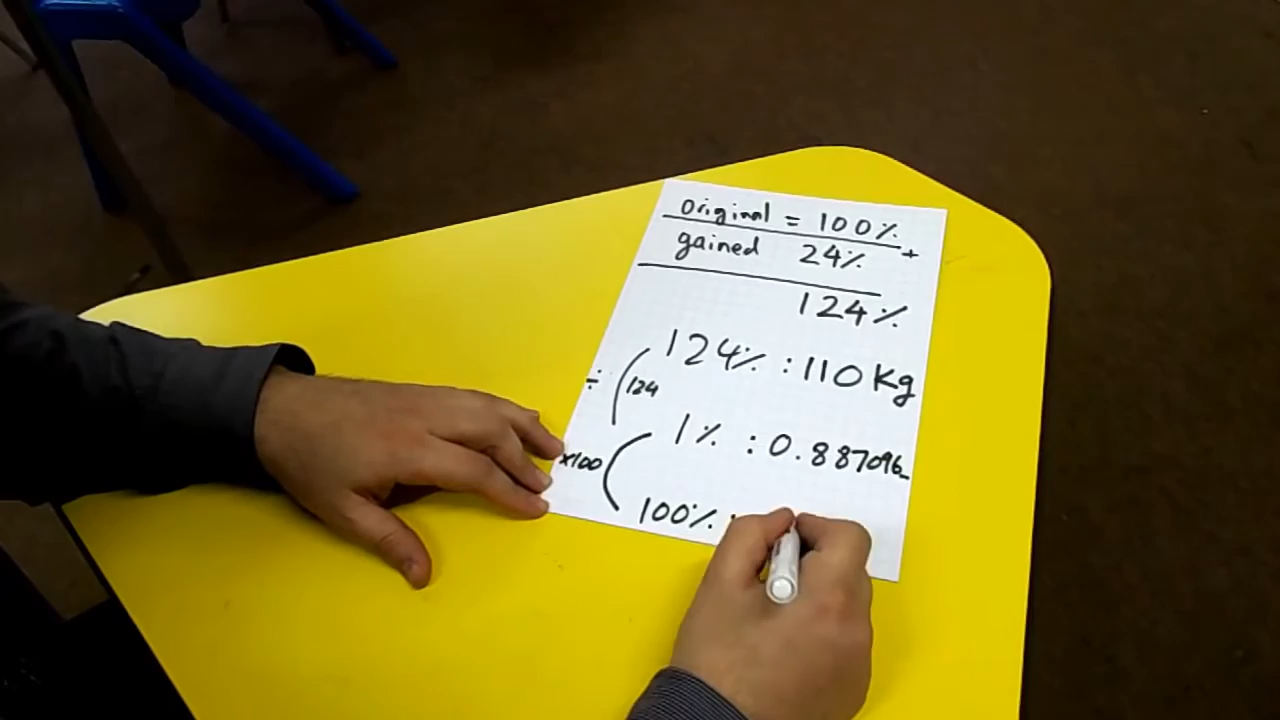 original = 100%
gained 24% +
124%
124% : 110 Kg
÷ 124
1% : 0.887096
x100
100% :